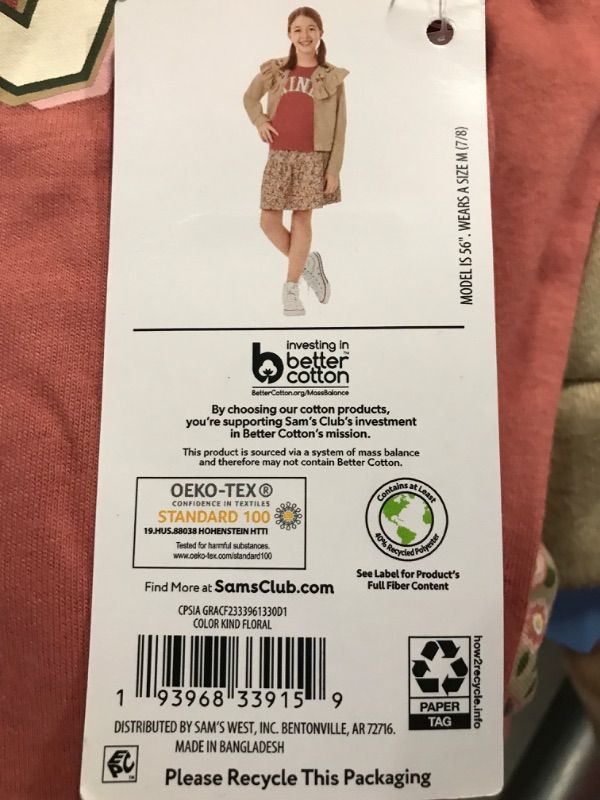 KIND
MODEL IS 56". WEARS A SIZE M (7/8)
investing in
better™
cotton
BetterCotton.org/MassBalance
By choosing our cotton products,
you're supporting Sam's Club's investment
in Better Cotton's mission.
This product is sourced via a system of mass balance
and therefore may not contain Better Cotton.
OEKO-TEX®
CONFIDENCE IN TEXTILES
STANDARD 100
19.HUS.88038 HOHENSTEIN HTTI
Tested for harmful substances.
www.oeko-tex.com/standard100
Contains at Least
40% Recycled Polyester
See Label for Product's
Full Fiber Content
Find More at SamsClub.com
CPSIA GRACF2333961330D1
COLOR KIND FLORAL
1 93968 33915 9
how2recycle.info
PAPER
TAG
DISTRIBUTED BY SAM'S WEST, INC. BENTONVILLE, AR 72716.
MADE IN BANGLADESH
EPC™
Please Recycle This Packaging